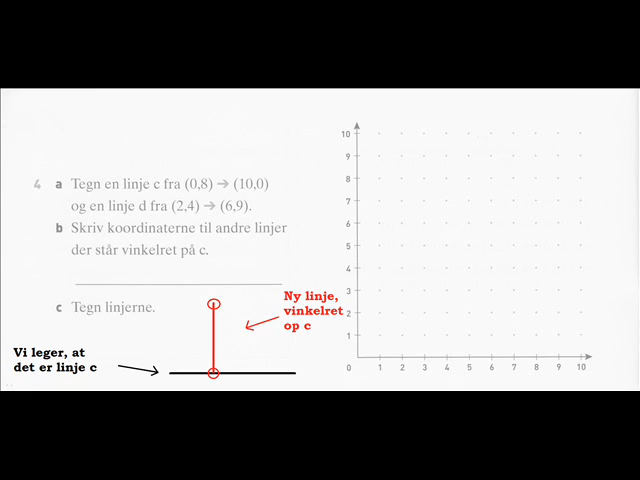 4 a Tegn en linje c fra (0,8) → (10,0)
og en linje d fra (2,4) → (6,9).
b Skriv koordinaterne til andre linjer
der står vinkelret på c.
c Tegn linjerne.
Ny linje,
vinkelret
op c
Vi leger, at
det er linje c
10
9
8
7
6
5
4
3
2
1
0 1 2 3 4 5 6 7 8 9 10